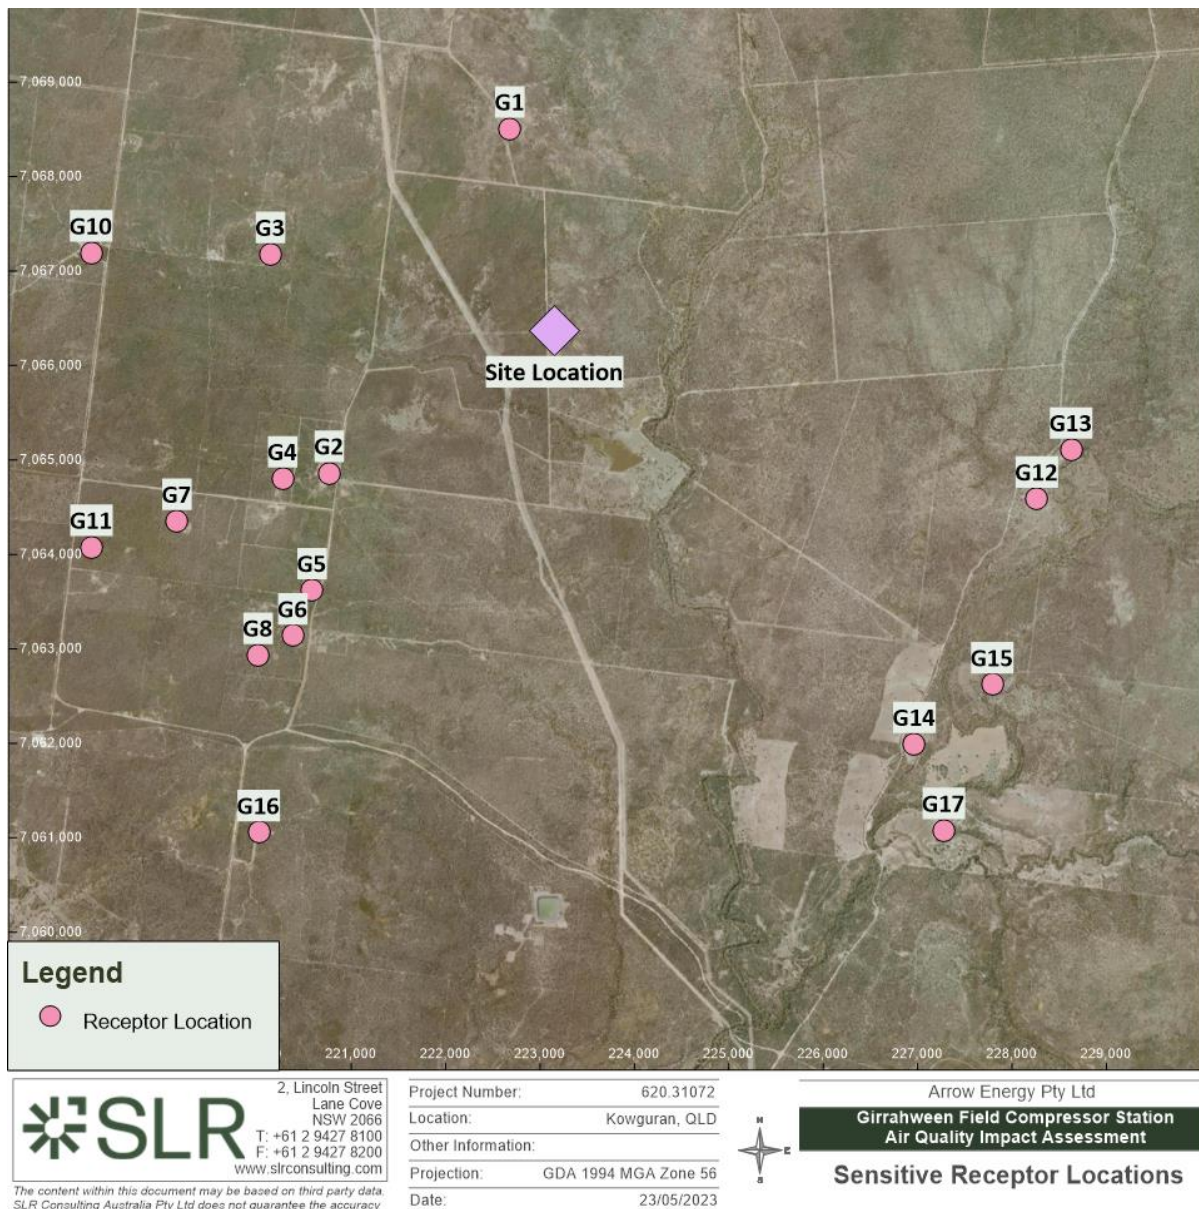 7,069,000
G1
7,068,000
G10
G3
7,067,000
7,066,000
Site Location
G13
G4
G2
7,065,000
G12
G7
G11
7,064,000
G5
G6
G8
7,063,000
G15
G14
7,062,000
G16
G17
7,061,000
7,060,000
Legend
Receptor Location
221,000 222,000 223,000 224,000 225,000 226,000 227,000 228,000 229,000
SLR
2, Lincoln Street
Lane Cove
NSW 2066
T: +61 2 9427 8100
F: +61 2 9427 8200
www.slrconsulting.com
The content within this document may be based on third party data.
SLR Consulting Australia Pty Ltd does not guarantee the accuracy
Project Number: 620.31072
Location: Kowguran, QLD
Other Information:
Projection: GDA 1994 MGA Zone 56
Date: 23/05/2023
N
E
S
Arrow Energy Pty Ltd
Girrahween Field Compressor Station
Air Quality Impact Assessment
Sensitive Receptor Locations